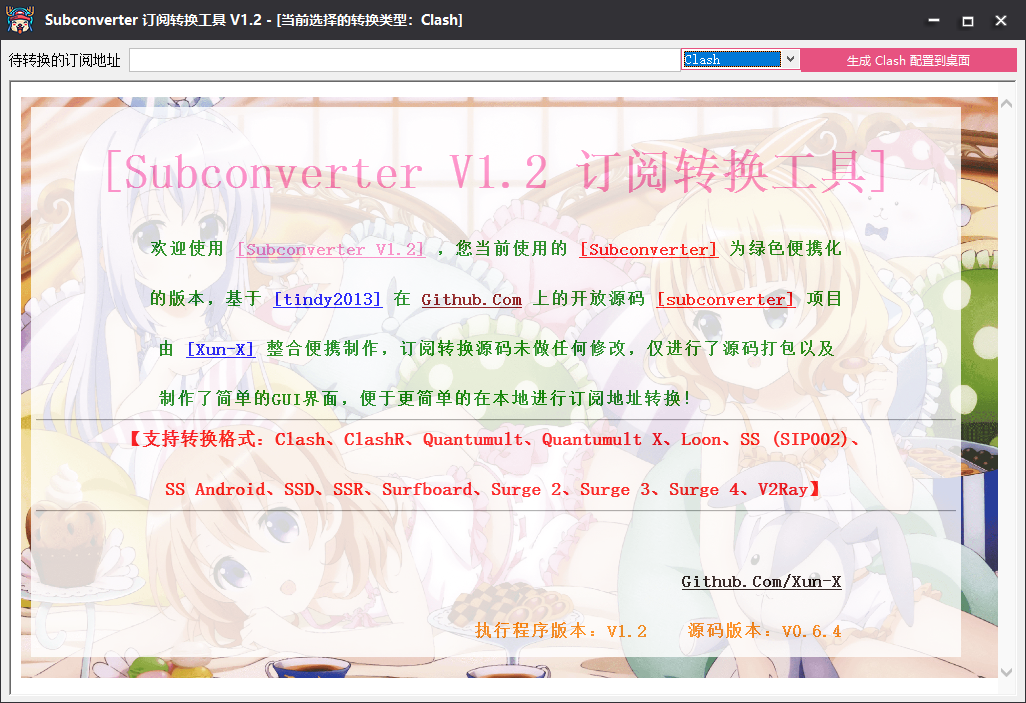 Subconverter 订阅转换工具 V1.2 - [当前选择的转换类型：Clash]
待转换的订阅地址 Clash 生成 Clash 配置到桌面
[Subconverter V1.2 订阅转换工具]
欢迎使用 [Subconverter V1.2] ，您当前使用的 [Subconverter] 为绿色便携化
的版本，基于 [tindy2013] 在 Github.Com 上的开放源码 [subconverter] 项目
由 [Xun-X] 整合便携制作，订阅转换源码未做任何修改，仅进行了源码打包以及
制作了简单的GUI界面，便于更简单的在本地进行订阅地址转换！
【支持转换格式：Clash、ClashR、Quantumult、Quantumult X、Loon、SS (SIP002)、
SS Android、SSD、SSR、Surfboard、Surge 2、Surge 3、Surge 4、V2Ray】
Github.Com/Xun-X
执行程序版本：V1.2 源码版本：V0.6.4